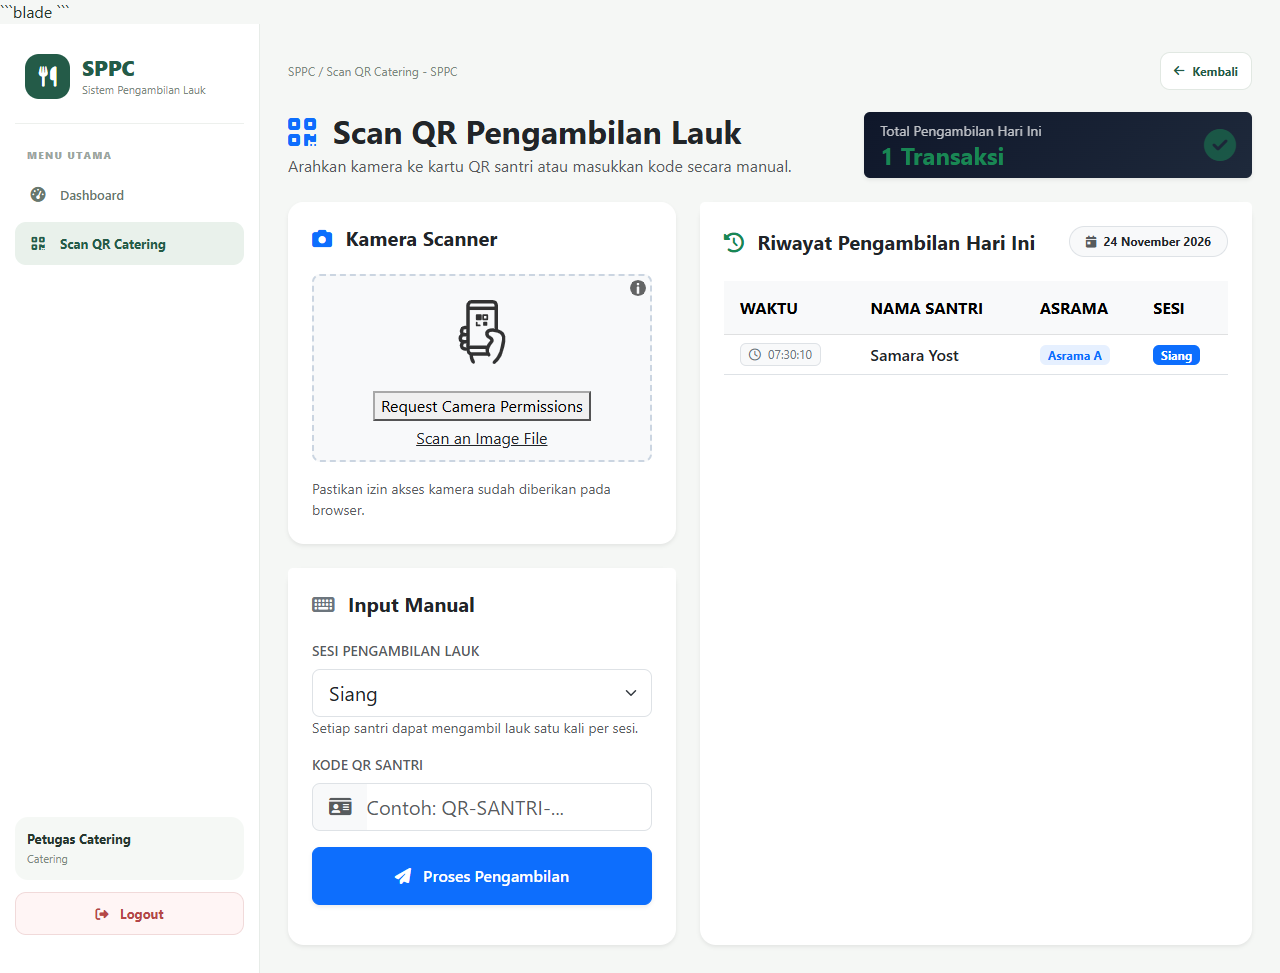 ```blade ```
SPPC
Sistem Pengambilan Lauk
MENU UTAMA
Dashboard
Scan QR Catering
Petugas Catering
Catering
Logout
SPPC / Scan QR Catering - SPPC
Kembali
Scan QR Pengambilan Lauk
Arahkan kamera ke kartu QR santri atau masukkan kode secara manual.
Total Pengambilan Hari Ini
1 Transaksi
Kamera Scanner
Request Camera Permissions
Scan an Image File
Pastikan izin akses kamera sudah diberikan pada
browser.
Input Manual
SESI PENGAMBILAN LAUK
Siang
Setiap santri dapat mengambil lauk satu kali per sesi.
KODE QR SANTRI
Contoh: QR-SANTRI-...
Proses Pengambilan
Riwayat Pengambilan Hari Ini
24 November 2026
WAKTU NAMA SANTRI ASRAMA SESI
07:30:10 Samara Yost Asrama A Siang